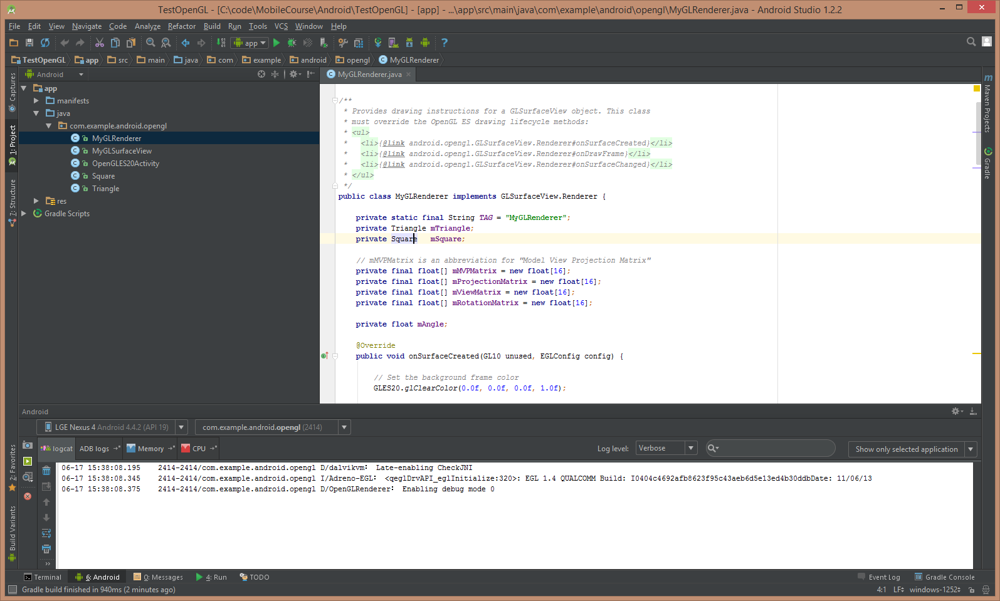 TestOpenGL - [C:\code\MobileCourse\Android\TestOpenGL] - [app] - ...\app\src\main\java\com\example\android\opengl\MyGLRenderer.java - Android Studio 1.2.2
File Edit View Navigate Code Analyze Refactor Build Run Tools VCS Window Help
app
TestOpenGL app src main java com example android opengl MyGLRenderer
Captures
1: Project
7: Structure
2: Favorites
Build Variants
Android
app
manifests
java
com.example.android.opengl
MyGLRenderer
MyGLSurfaceView
OpenGLES20Activity
Square
Triangle
res
Gradle Scripts
MyGLRenderer.java
/**
* Provides drawing instructions for a GLSurfaceView object. This class
* must override the OpenGL ES drawing lifecycle methods:
* <ul>
*   <li>{@link android.opengl.GLSurfaceView.Renderer#onSurfaceCreated}</li>
*   <li>{@link android.opengl.GLSurfaceView.Renderer#onDrawFrame}</li>
*   <li>{@link android.opengl.GLSurfaceView.Renderer#onSurfaceChanged}</li>
* </ul>
*/
public class MyGLRenderer implements GLSurfaceView.Renderer {
private static final String TAG = "MyGLRenderer";
private Triangle mTriangle;
private Square   mSquare;
// mMVPMatrix is an abbreviation for "Model View Projection Matrix"
private final float[] mMVPMatrix = new float[16];
private final float[] mProjectionMatrix = new float[16];
private final float[] mViewMatrix = new float[16];
private final float[] mRotationMatrix = new float[16];
private float mAngle;
@Override
public void onSurfaceCreated(GL10 unused, EGLConfig config) {
// Set the background frame color
GLES20.glClearColor(0.0f, 0.0f, 0.0f, 1.0f);
m
Maven Projects
Gradle
Android
LGE Nexus 4 Android 4.4.2 (API 19) com.example.android.opengl (2414)
logcat ADB logs Memory CPU Log level: Verbose Show only selected application
06-17 15:38:08.195    2414-2414/com.example.android.opengl D/dalvikvm: Late-enabling CheckJNI
06-17 15:38:08.345    2414-2414/com.example.android.opengl I/Adreno-EGL: <qeglDrvAPI_eglInitialize:320>: EGL 1.4 QUALCOMM Build: I0404c4692afb8623f95c43aeb6d5e13ed4b30ddbDate: 11/06/13
06-17 15:38:08.375    2414-2414/com.example.android.opengl D/OpenGLRenderer: Enabling debug mode 0
Terminal 6: Android 0: Messages 4: Run TODO Event Log Gradle Console
Gradle build finished in 940ms (2 minutes ago) 4:1 LF windows-1252